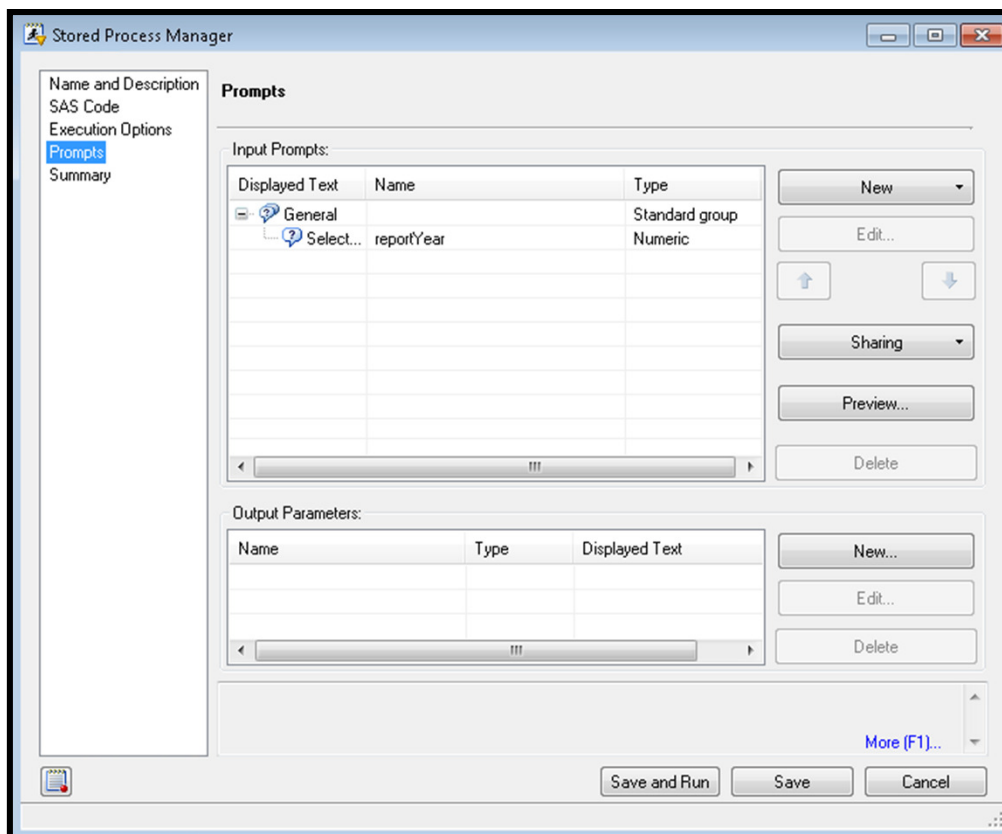 Stored Process Manager
Name and Description
SAS Code
Execution Options
Prompts
Summary
Prompts
Input Prompts:
Displayed Text Name Type
General Standard group
Select... reportYear Numeric
New
Edit...
Sharing
Preview...
Delete
Output Parameters:
Name Type Displayed Text
New...
Edit...
Delete
More (F1)...
Save and Run Save Cancel